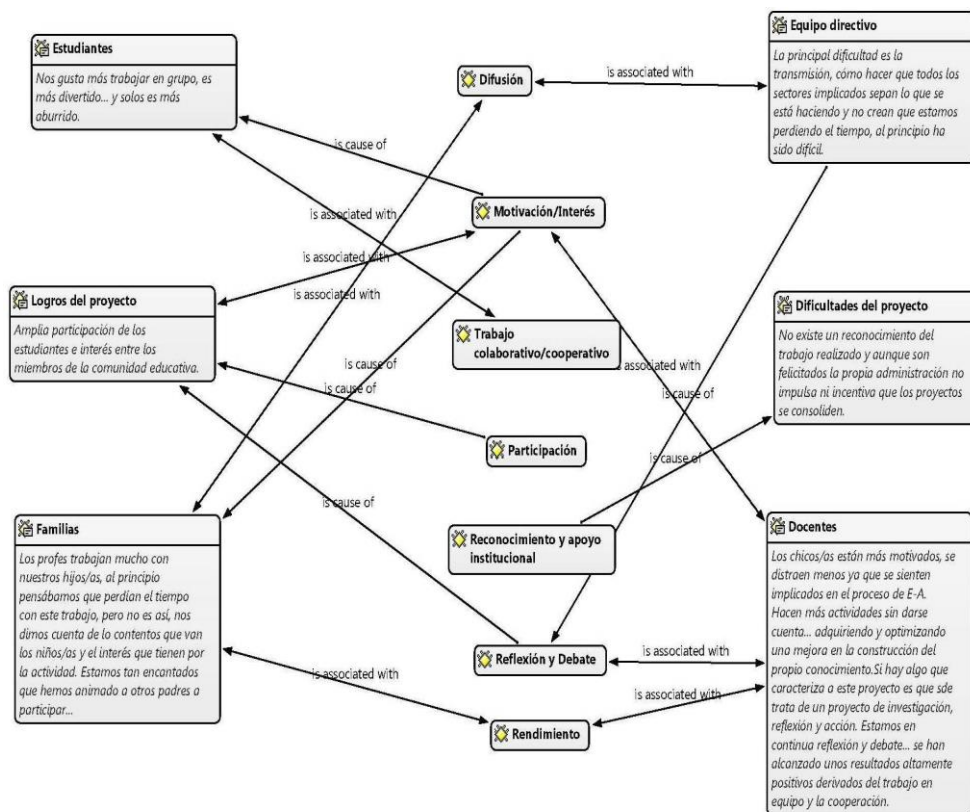 Estudiantes
Nos gusta más trabajar en grupo, es
más divertido... y solos es más
aburrido.
Difusión
is associated with
Equipo directivo
La principal dificultad es la
transmisión, cómo hacer que todos los
sectores implicados sepan lo que se
está haciendo y no crean que estamos
perdiendo el tiempo, al principio ha
sido difícil.
is cause of
is associated with
Motivación/Interés
is associated with
is associated with
Logros del proyecto
Amplia participación de los
estudiantes e interés entre los
miembros de la comunidad educativa.
Trabajo
colaborativo/cooperativo
Dificultades del proyecto
No existe un reconocimiento del
trabajo realizado y aunque son
felicitados la propia administración no
impulsa ni incentiva que los proyectos
se consoliden.
is cause of
is cause of
is associated with
is cause of
Participación
is cause of
is cause of
Familias
Los profes trabajan mucho con
nuestros hijos/as, al principio
pensábamos que perdían el tiempo
con este trabajo, pero no es así, nos
dimos cuenta de lo contentos que van
los niños/as y el interés que tienen por
la actividad. Estamos tan encantados
que hemos animado a otros padres a
participar...
Reconocimiento y apoyo
institucional
Docentes
Los chicos/as están más motivados, se
distraen menos ya que se sienten
implicados en el proceso de E-A.
Hacen más actividades sin darse
cuenta... adquiriendo y optimizando
una mejora en la construcción del
propio conocimiento.Si hay algo que
caracteriza a este proyecto es que sde
trata de un proyecto de investigación,
reflexión y acción. Estamos en
continua reflexión y debate... se han
alcanzado unos resultados altamente
positivos derivados del trabajo en
equipo y la cooperación.
Reflexión y Debate
is associated with
is associated with
is associated with
Rendimiento